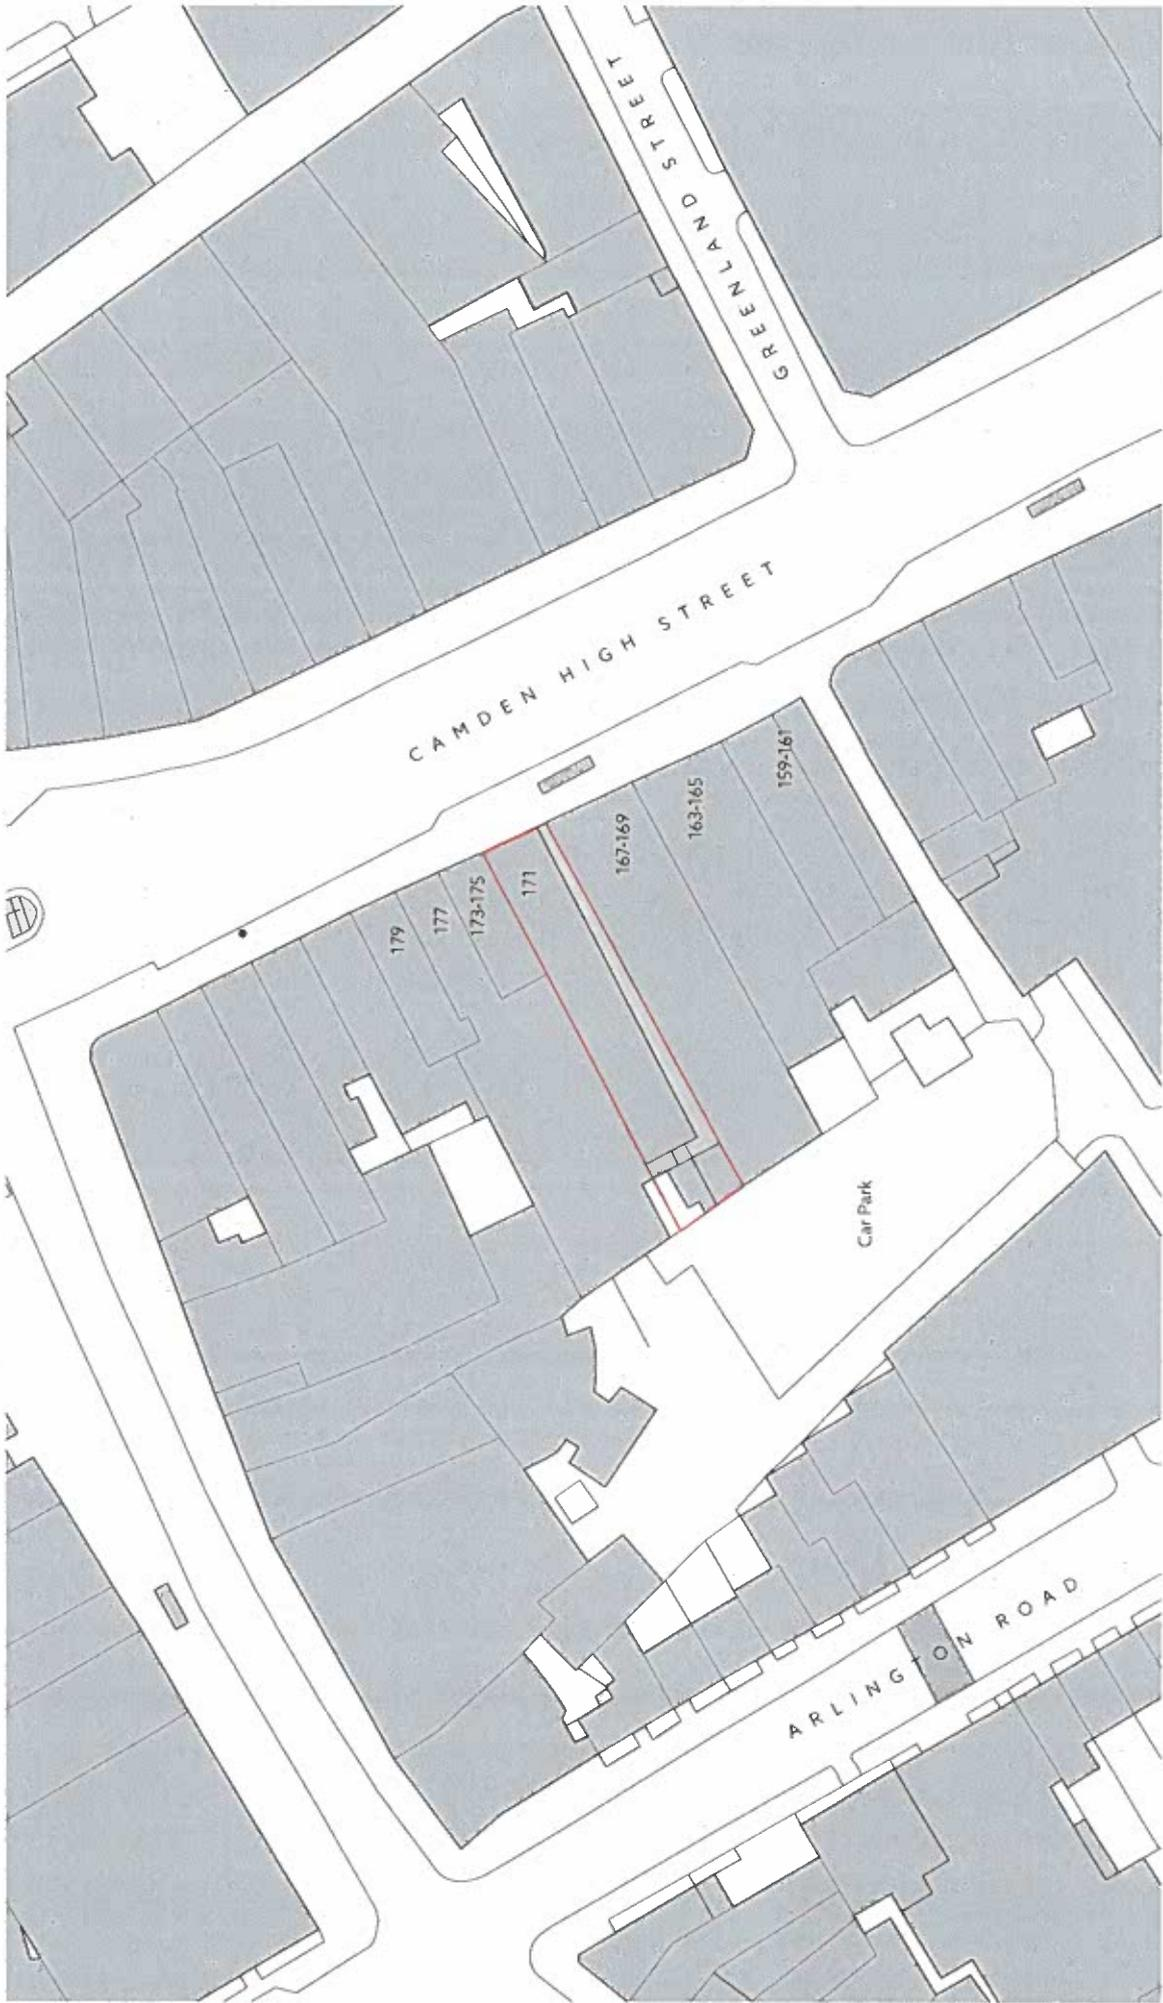 GREENLAND STREET
CAMDEN HIGH STREET
159-161
163-165
167-169
171
173-175
177
179
Car Park
ARLINGTON ROAD